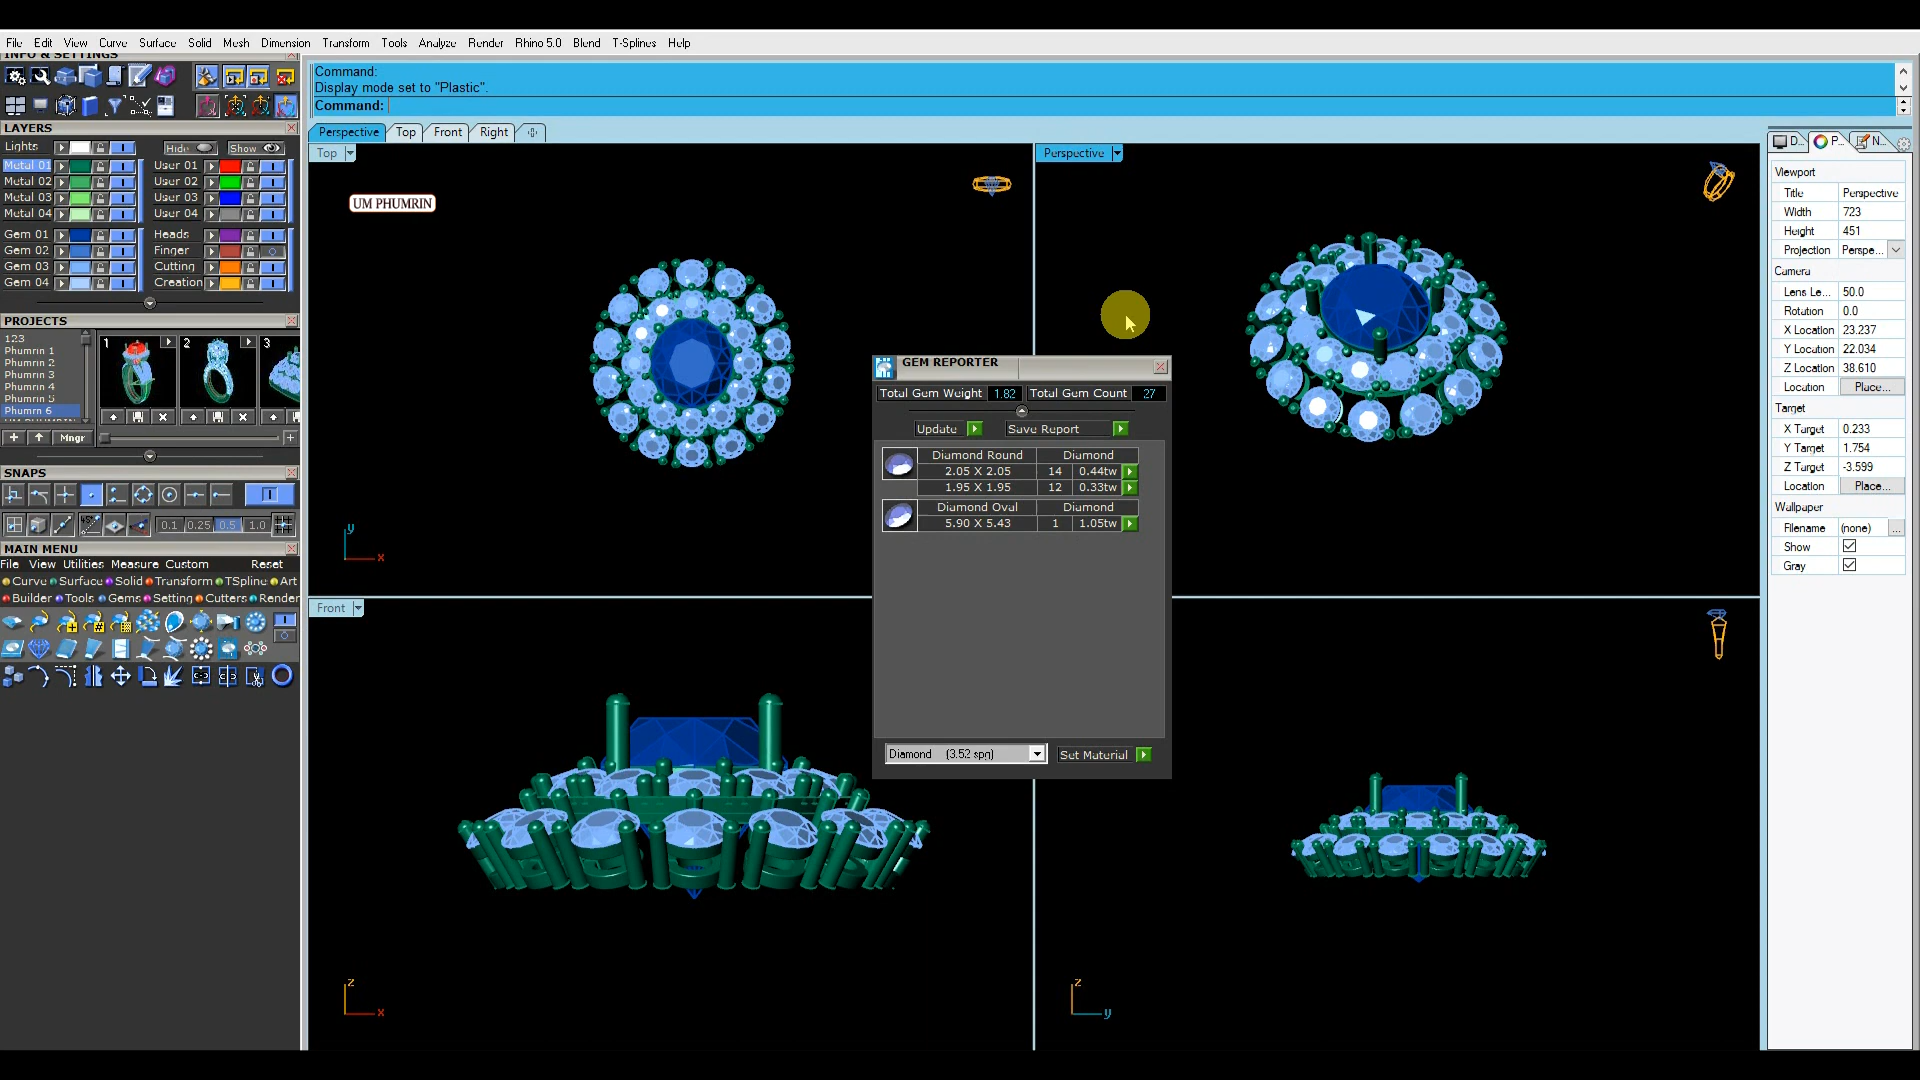 File Edit View Curve Surface Solid Mesh Dimension Transform Tools Analyze Render Rhino 5.0 Blend T-Splines Help
INFO & SETTINGS
Command:
Display mode set to "Plastic".
Command:
LAYERS
Lights Hide Show
Metal 01 User 01
Metal 02 User 02
Metal 03 User 03
Metal 04 User 04
Gem 01 Heads
Gem 02 Finger
Gem 03 Cutting
Gem 04 Creation
PROJECTS
123
Phumrin 1
Phumrin 2
Phumrin 3
Phumrin 4
Phumrin 5
Phumrn 6
1 2 3
+ Mngr +
SNAPS
0.1 0.25 0.5 1.0
MAIN MENU
File View Utilities Measure Custom Reset
Curve Surface Solid Transform TSpline Art
Builder Tools Gems Setting Cutters Render
Perspective Top Front Right
Top
UM PHUMRIN
y
x
Perspective
Front
z
x
z
y
GEM REPORTER
Total Gem Weight 1.82 Total Gem Count 27
Update Save Report
Diamond Round Diamond
2.05 X 2.05 14 0.44tw
1.95 X 1.95 12 0.33tw
Diamond Oval Diamond
5.90 X 5.43 1 1.05tw
Diamond (3.52 spg) Set Material
D... P... N...
Viewport
Title Perspective
Width 723
Height 451
Projection Perspe...
Camera
Lens Le... 50.0
Rotation 0.0
X Location 23.237
Y Location 22.034
Z Location 38.610
Location Place...
Target
X Target 0.233
Y Target 1.754
Z Target -3.599
Location Place...
Wallpaper
Filename (none) ...
Show
Gray